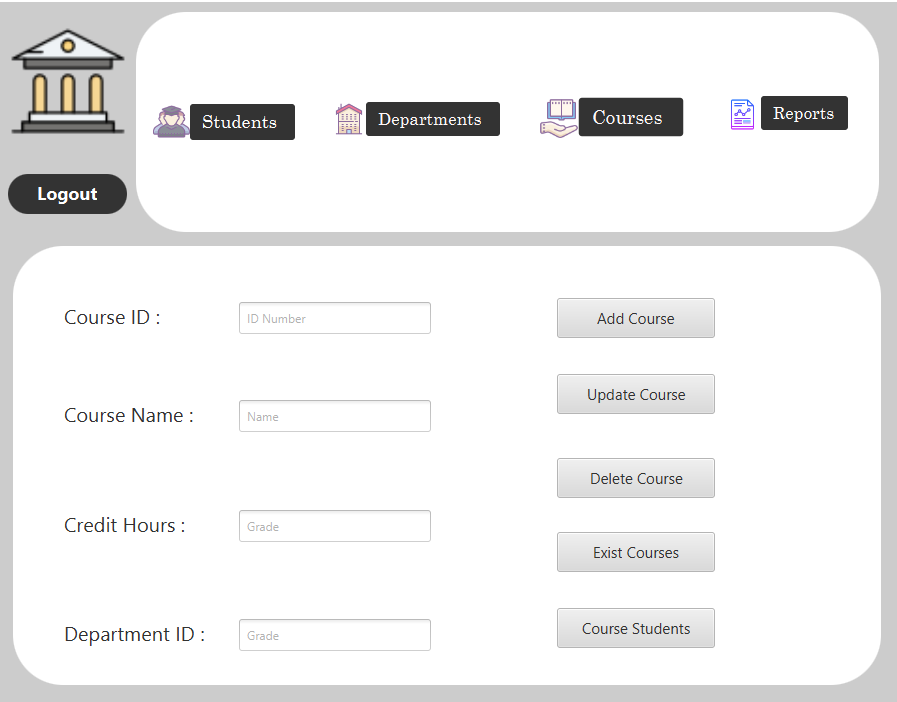 Students
Departments
Courses
Reports
Logout
Course ID :
ID Number
Add Course
Update Course
Course Name :
Name
Delete Course
Credit Hours :
Grade
Exist Courses
Department ID :
Grade
Course Students